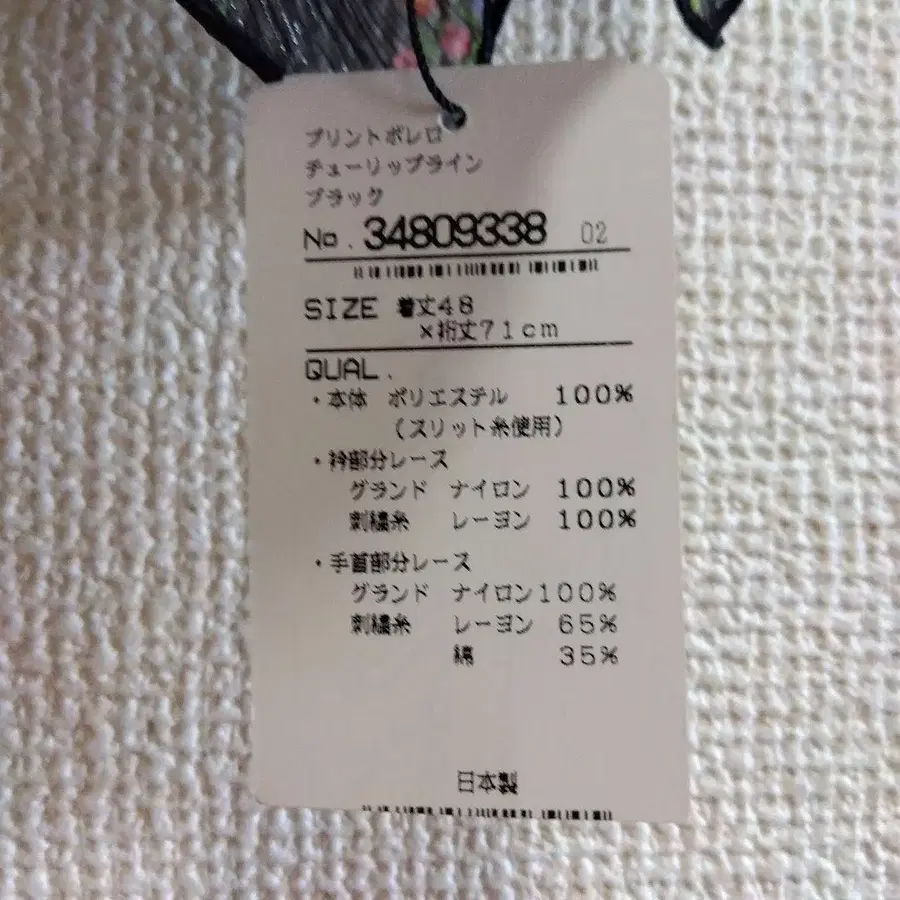 プリントボレロ
チューリップライン
ブラック
No. 34809338 02
SIZE 着丈48
×裄丈71cm
QUAL.
・本体 ポリエステル 100%
(スリット糸使用)
・衿部分レース
グランド ナイロン 100%
刺繍糸 レーヨン 100%
・手首部分レース
グランド ナイロン100%
刺繍糸 レーヨン 65%
綿 35%
日本製